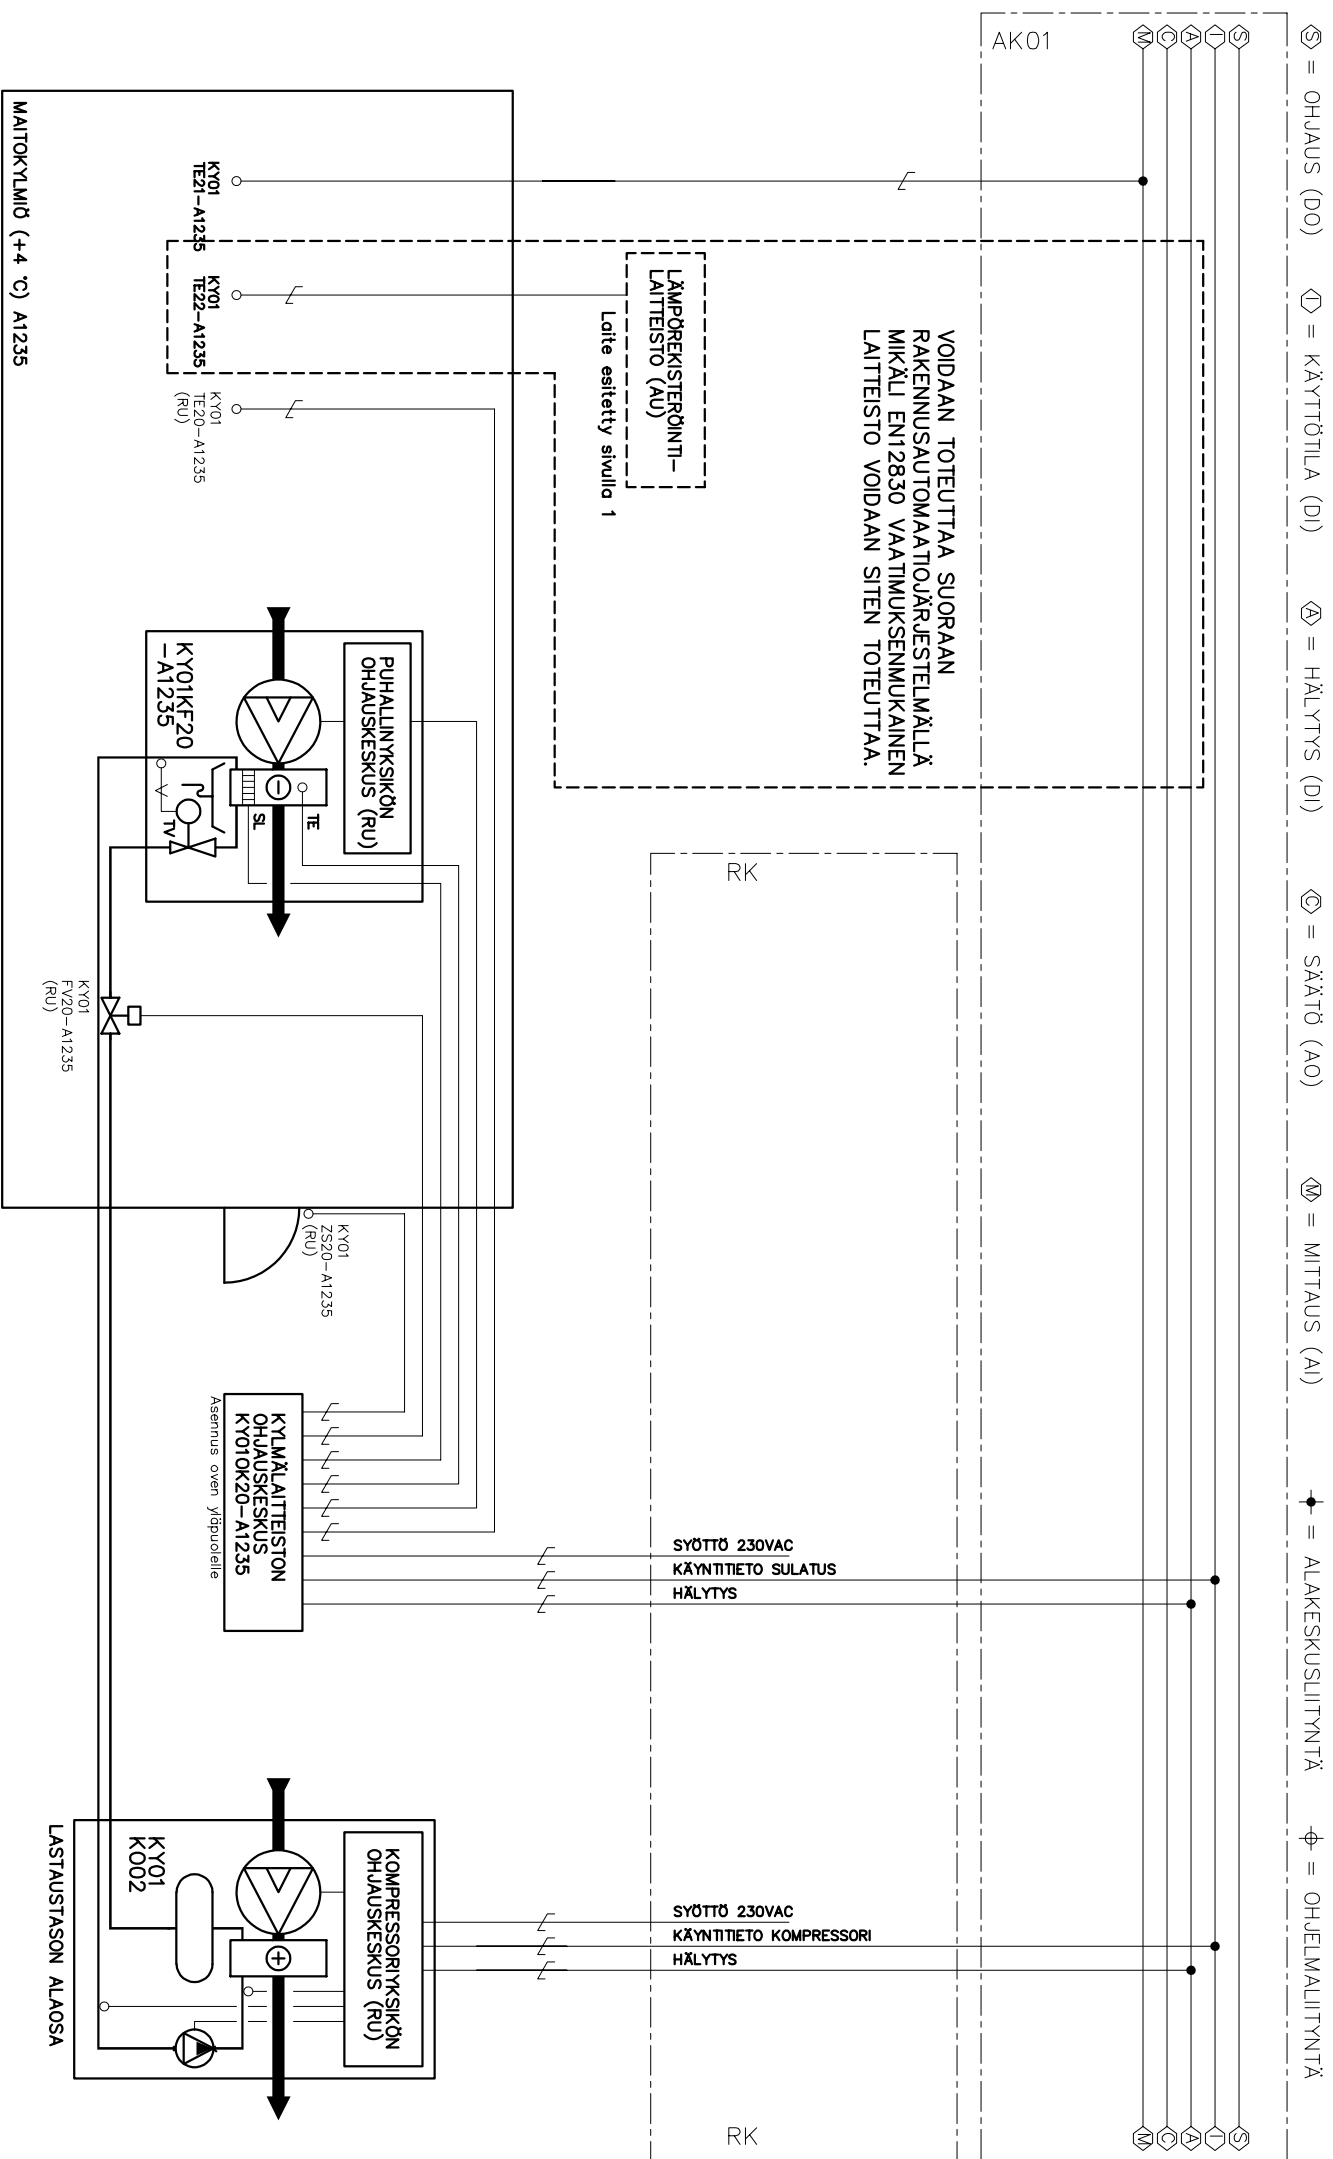 Ⓢ = OHJAUS (DO)
Ⓘ = KÄYTTÖTILA (DI)
Ⓐ = HÄLYTYS (DI)
Ⓒ = SÄÄTÖ (AO)
Ⓜ = MITTAUS (AI)
= ALAKESKUSLIITYNTÄ
= OHJELMALIITYNTÄ
AK01
S
I
A
C
M
S
I
A
C
M
VOIDAAN TOTEUTTAA SUORAAN
RAKENNUSAUTOMAATIOJÄRJESTELMÄLLÄ
MIKÄLI EN12830 VAATIMUKSENMUKAINEN
LAITTEISTO VOIDAAN SITEN TOTEUTTAA.
RK
RK
LÄMPÖREKISTERÖINTI-
LAITTEISTO (AU)
Laite esitetty sivulla 1
SYÖTTÖ 230VAC
KÄYNTITIETO SULATUS
HÄLYTYS
SYÖTTÖ 230VAC
KÄYNTITIETO KOMPRESSORI
HÄLYTYS
KY01
TE21-A1235
KY01
TE22-A1235
KY01
TE20-A1235
(RU)
PUHALLINYKSIKÖN
OHJAUSKESKUS (RU)
TE
SL
TV
KY01KF20
-A1235
KY01
FV20-A1235
(RU)
KY01
ZS20-A1235
(RU)
KYLMÄLAITTEISTON
OHJAUSKESKUS
KY01OK20-A1235
Asennus oven yläpuolelle
KOMPRESSORIYKSIKÖN
OHJAUSKESKUS (RU)
KY01
KO02
LASTAUSTASON ALAOSA
MAITOKYLMIÖ (+4 °C) A1235